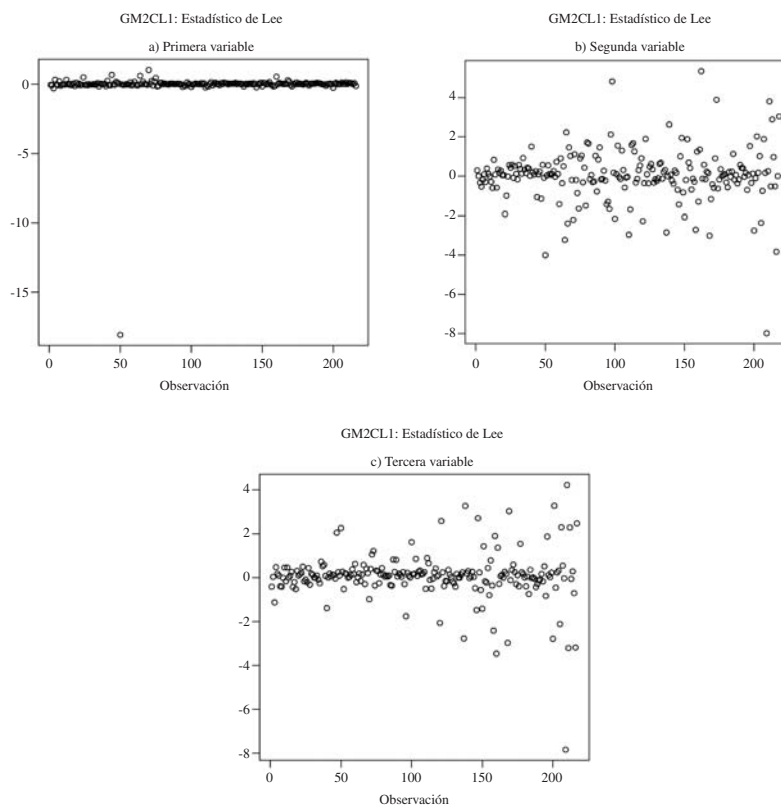 GM2CL1: Estadístico de Lee
a) Primera variable
0
-5
-10
-15
0 50 100 150 200
Observación
GM2CL1: Estadístico de Lee
b) Segunda variable
4
2
0
-2
-4
-6
-8
0 50 100 150 200
Observación
GM2CL1: Estadístico de Lee
c) Tercera variable
4
2
0
-2
-4
-6
-8
0 50 100 150 200
Observación